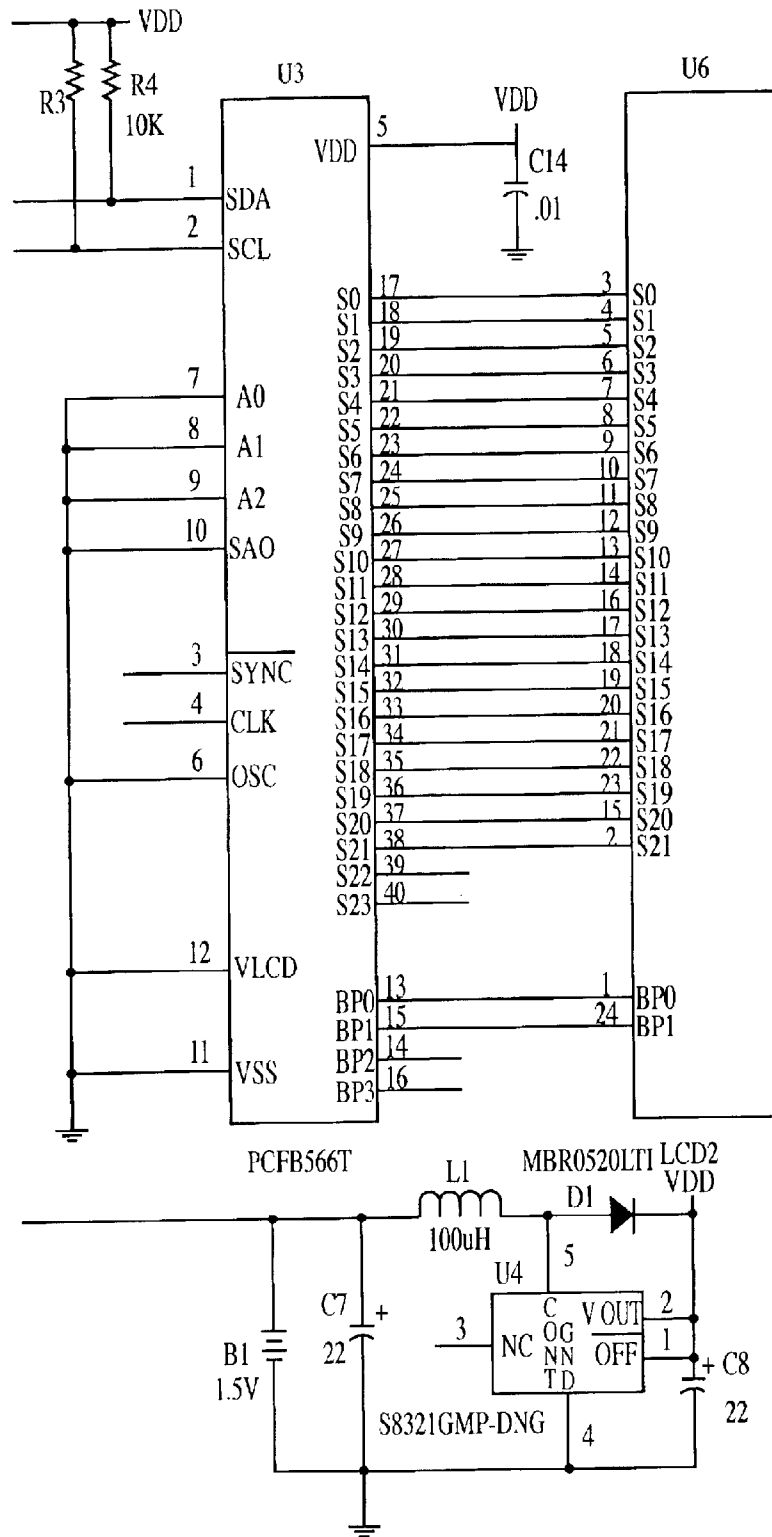 VDD
R3
R4
10K
U3
U6
VDD
5
VDD
C14
.01
1
SDA
2
SCL
S0 17 3 S0
S1 18 4 S1
S2 19 5 S2
S3 20 6 S3
S4 21 7 S4
S5 22 8 S5
S6 23 9 S6
S7 24 10 S7
S8 25 11 S8
S9 26 12 S9
S10 27 13 S10
S11 28 14 S11
S12 29 16 S12
S13 30 17 S13
S14 31 18 S14
S15 32 19 S15
S16 33 20 S16
S17 34 21 S17
S18 35 22 S18
S19 36 23 S19
S20 37 15 S20
S21 38 2 S21
S22 39
S23 40
7 A0
8 A1
9 A2
10 SAO
3 SYNC
4 CLK
6 OSC
12 VLCD
11 VSS
BP0 13 1 BP0
BP1 15 24 BP1
BP2 14
BP3 16
PCFB566T
L1
100uH
MBR0520LTI
D1
LCD2
VDD
U4
5
CONT
GND
V OUT 2
OFF 1
3 NC
4
S8321GMP-DNG
C7
+
22
B1
1.5V
+ C8
22